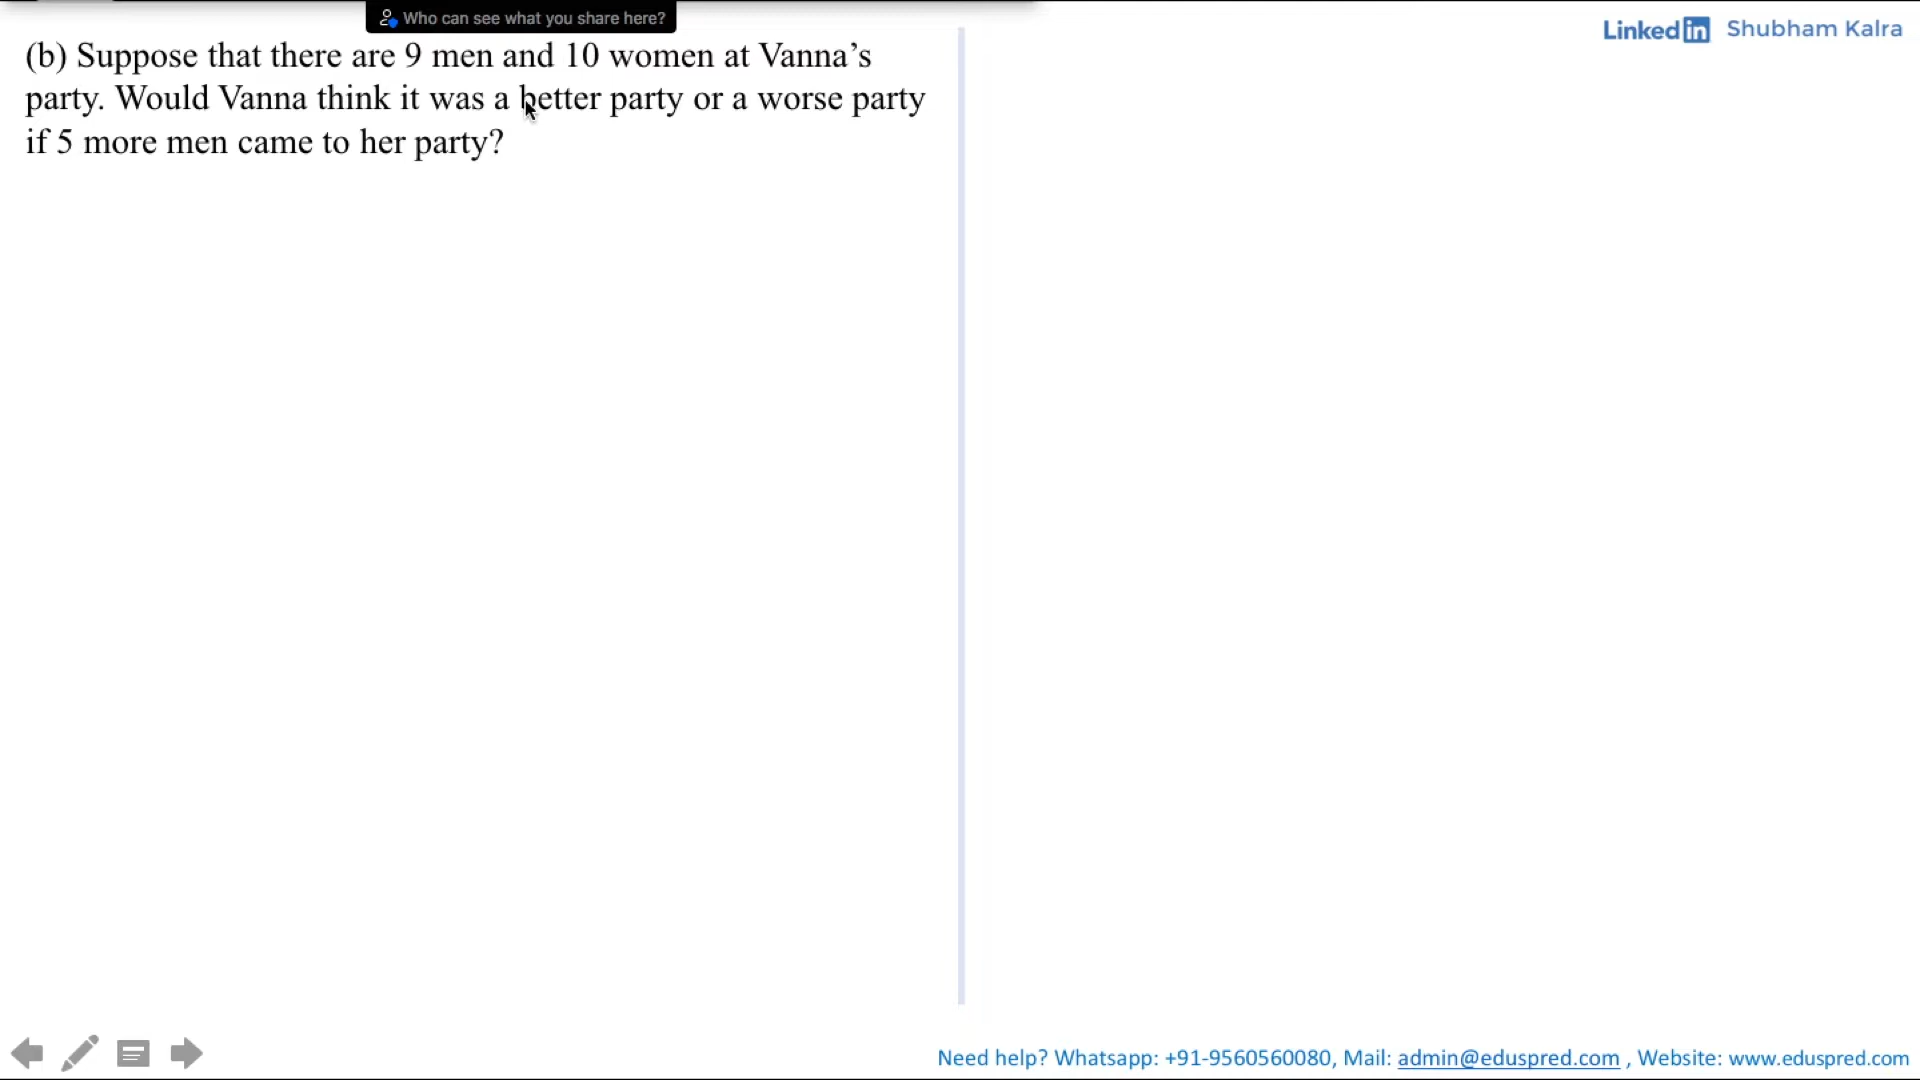 Who can see what you share here?
Linked in Shubham Kalra
(b) Suppose that there are 9 men and 10 women at Vanna’s
party. Would Vanna think it was a better party or a worse party
if 5 more men came to her party?
Need help? Whatsapp: +91-9560560080, Mail: admin@eduspred.com , Website: www.eduspred.com